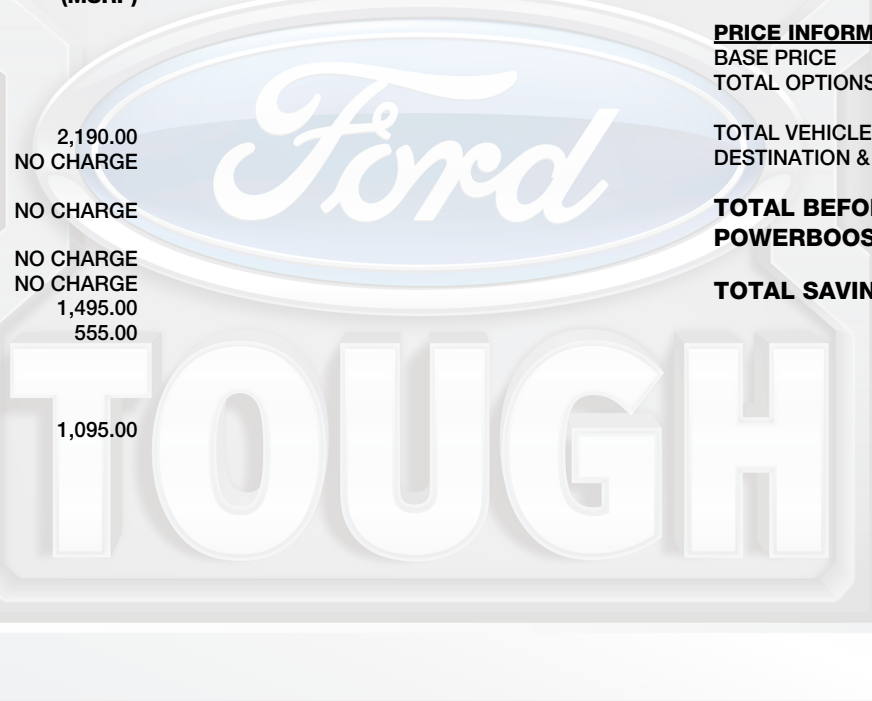 (MSRP)
2,190.00
NO CHARGE
NO CHARGE
NO CHARGE
NO CHARGE
1,495.00
555.00
1,095.00
PRICE INFORM
BASE PRICE
TOTAL OPTIONS
TOTAL VEHICLE
DESTINATION &
TOTAL BEFO
POWERBOOS
TOTAL SAVIN
Ford
TOUGH